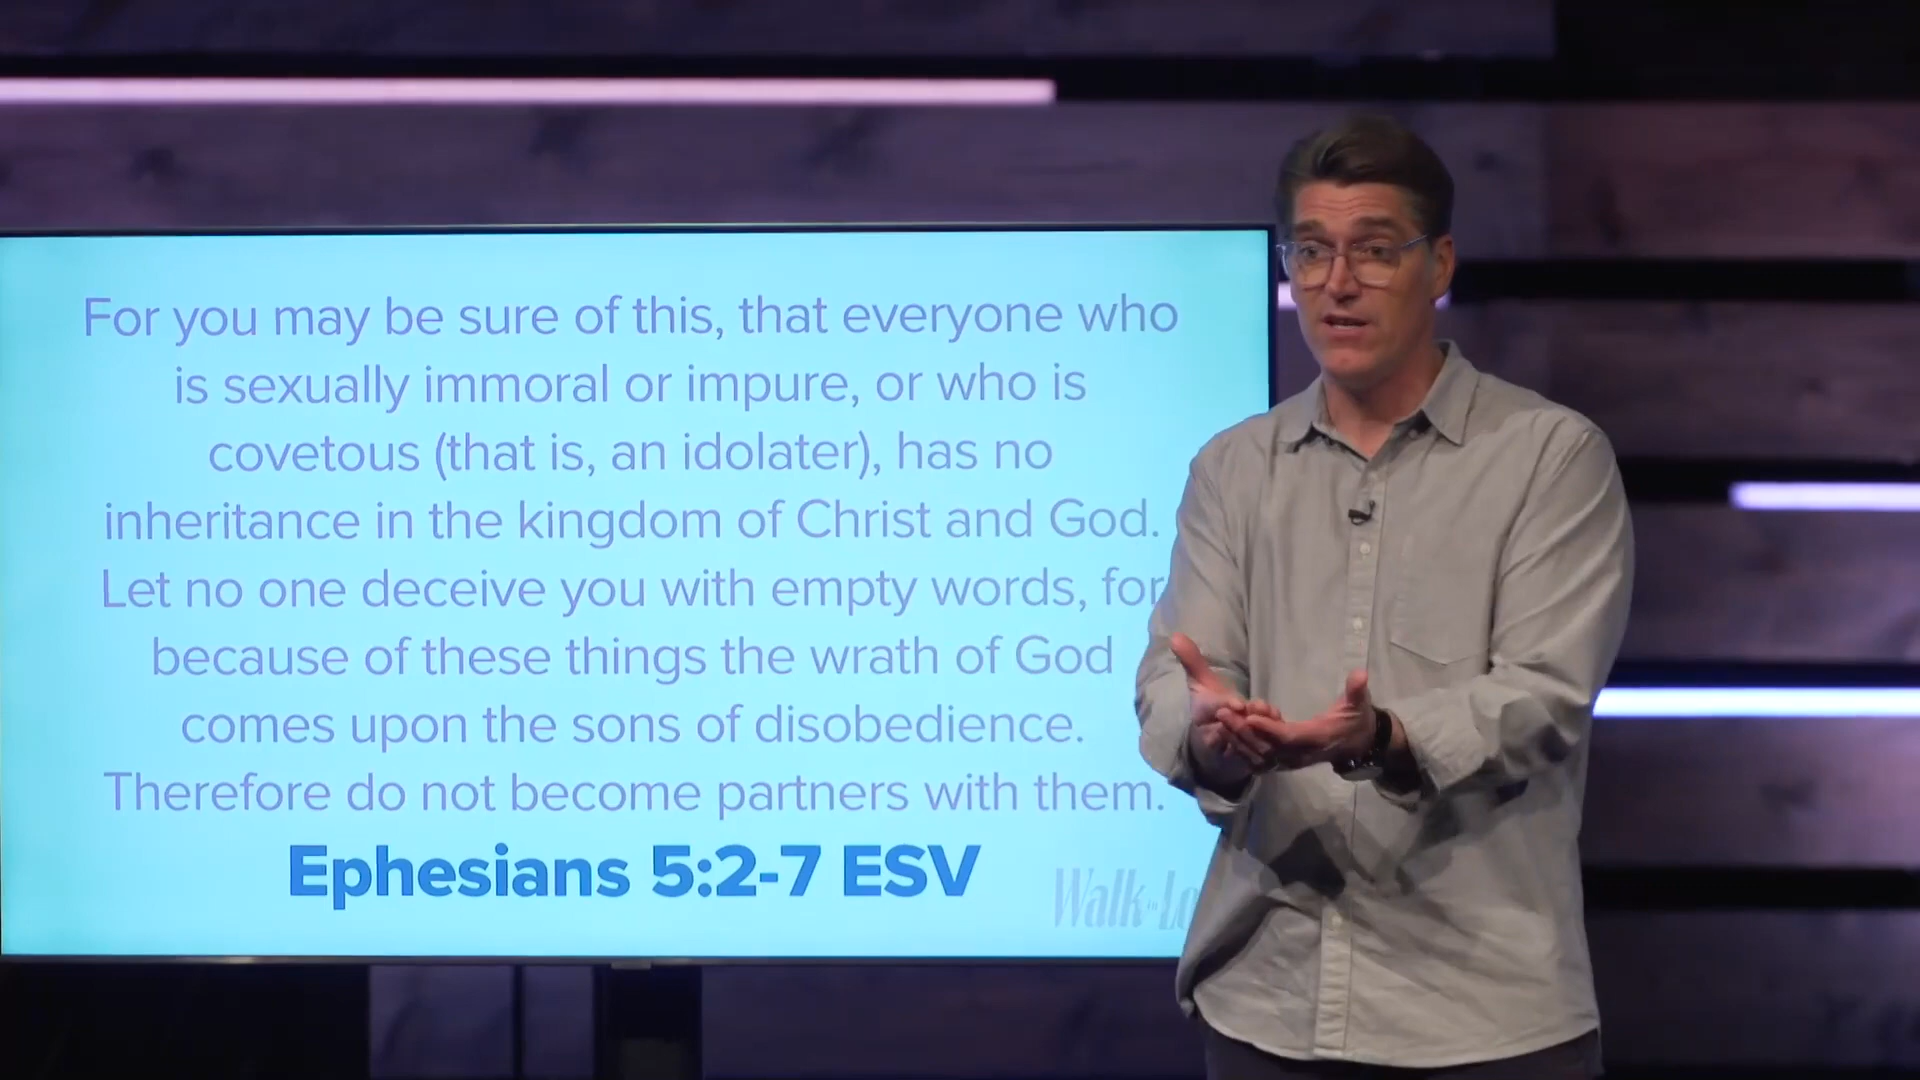 For you may be sure of this, that everyone who
is sexually immoral or impure, or who is
covetous (that is, an idolater), has no
inheritance in the kingdom of Christ and God.
Let no one deceive you with empty words, for
because of these things the wrath of God
comes upon the sons of disobedience.
Therefore do not become partners with them.
Ephesians 5:2-7 ESV
Walk in